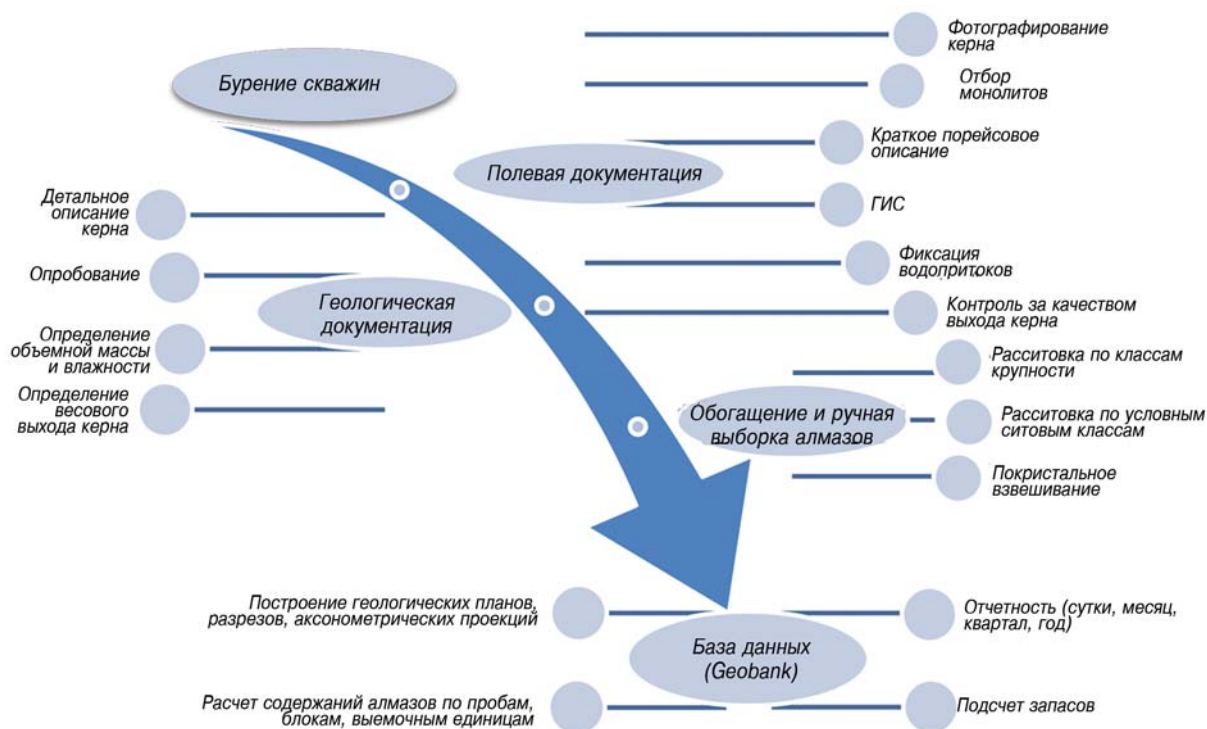 Бурение скважин
Фотографирование
керна
Отбор
монолитов
Полевая документация
Краткое порейсовое
описание
ГИС
Фиксация
водопритоков
Контроль за качеством
выхода керна
Детальное
описание
керна
Опробование
Геологическая
документация
Определение
объемной массы
и влажности
Определение
весового
выхода керна
Обогащение и ручная
выборка алмазов
Расситовка по классам
крупности
Расситовка по условным
ситовым классам
Покристальное
взвешивание
База данных
(Geobank)
Построение геологических планов,
разрезов, аксонометрических проекций
Отчетность (сутки, месяц,
квартал, год)
Расчет содержаний алмазов по пробам,
блокам, выемочным единицам
Подсчет запасов